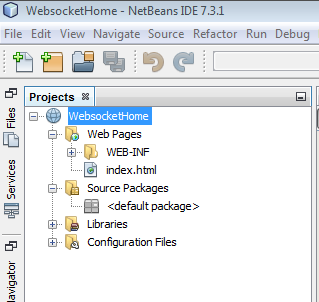 WebsocketHome - NetBeans IDE 7.3.1
File Edit View Navigate Source Refactor Run Debug
Projects
WebsocketHome
Web Pages
WEB-INF
index.html
Source Packages
<default package>
Libraries
Configuration Files
Files
Services
Navigator